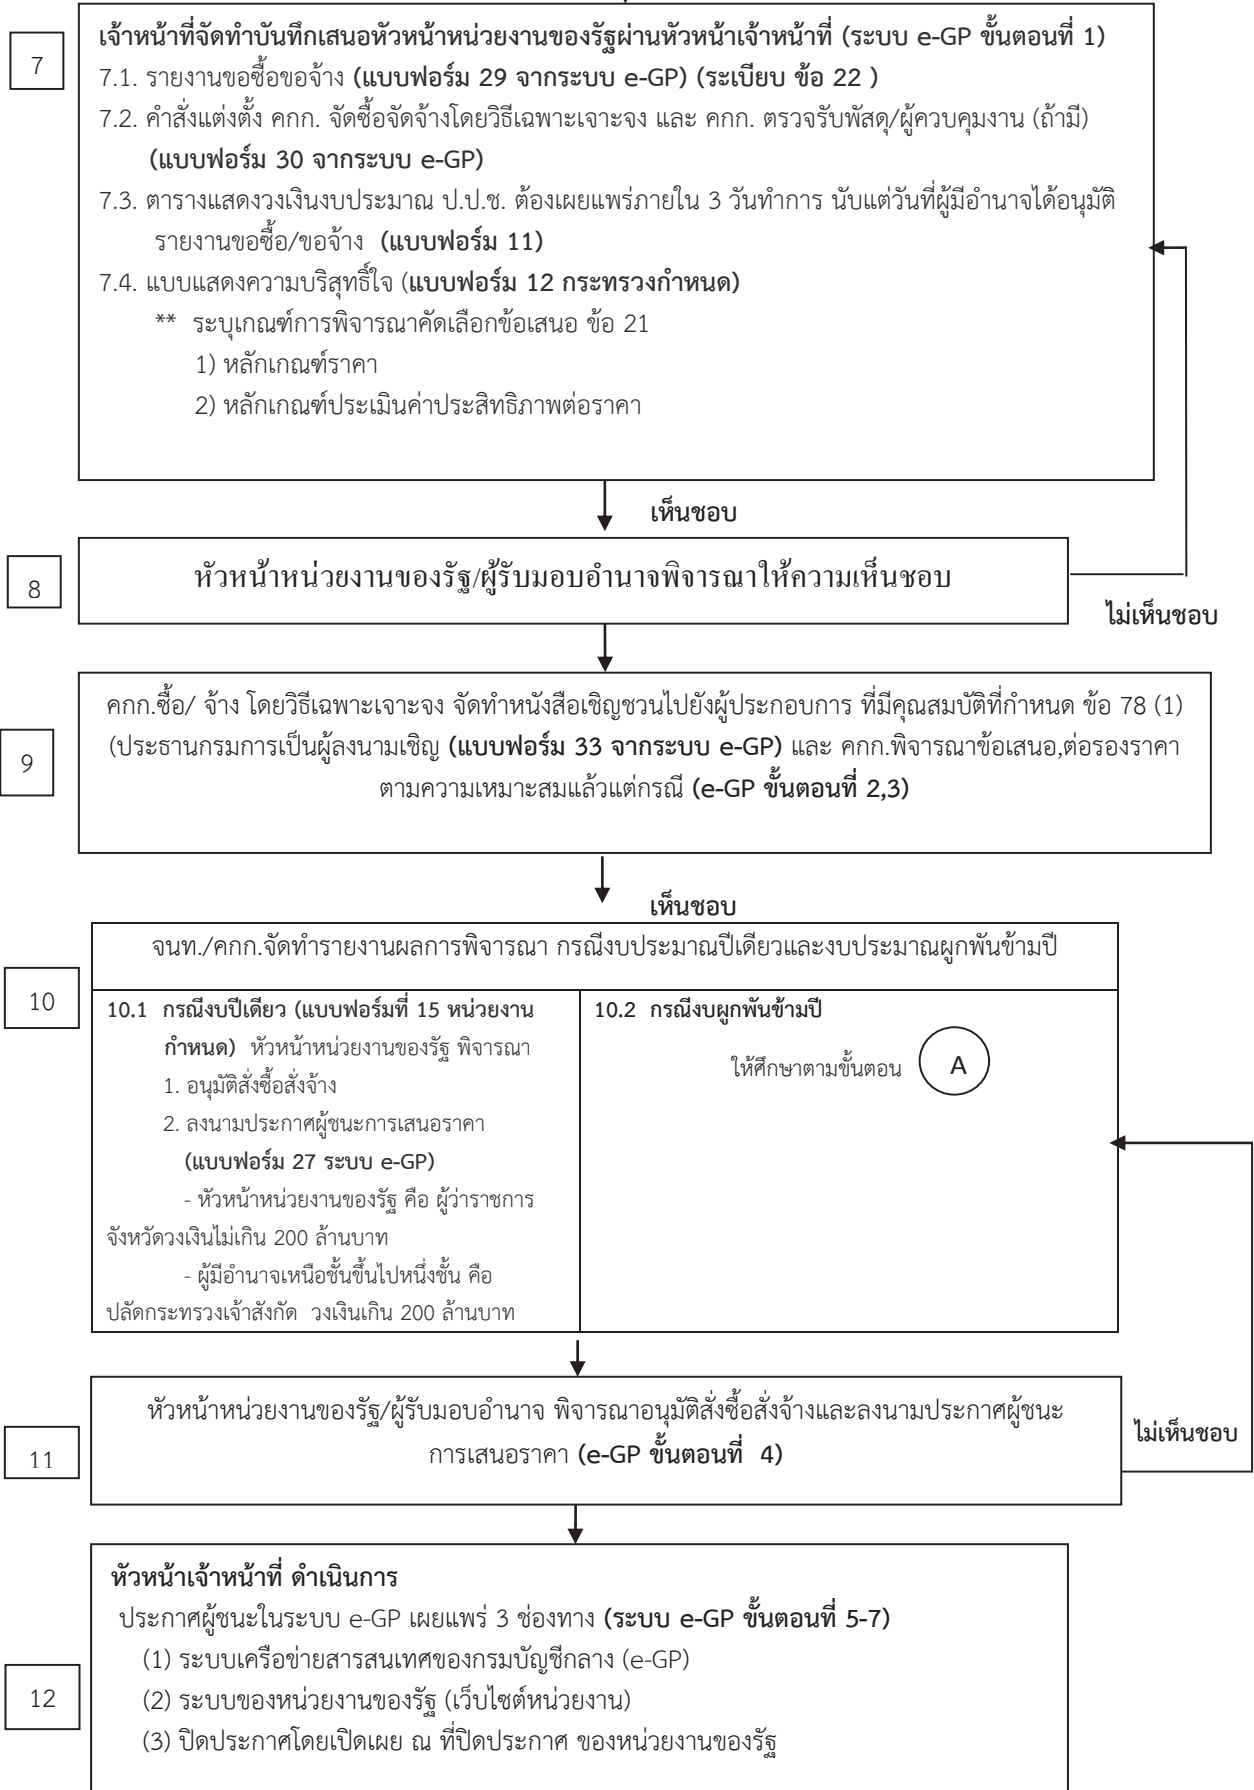 7
เจ้าหน้าที่จัดทำบันทึกเสนอหัวหน้าหน่วยงานของรัฐผ่านหัวหน้าเจ้าหน้าที่ (ระบบ e-GP ขั้นตอนที่ 1)
7.1. รายงานขอซื้อขอจ้าง (แบบฟอร์ม 29 จากระบบ e-GP) (ระเบียบ ข้อ 22 )
7.2. คำสั่งแต่งตั้ง คกก. จัดซื้อจัดจ้างโดยวิธีเฉพาะเจาะจง และ คกก. ตรวจรับพัสดุ/ผู้ควบคุมงาน (ถ้ามี)
(แบบฟอร์ม 30 จากระบบ e-GP)
7.3. ตารางแสดงวงเงินงบประมาณ ป.ป.ช. ต้องเผยแพร่ภายใน 3 วันทำการ นับแต่วันที่ผู้มีอำนาจได้อนุมัติ
รายงานขอซื้อ/ขอจ้าง (แบบฟอร์ม 11)
7.4. แบบแสดงความบริสุทธิ์ใจ (แบบฟอร์ม 12 กระทรวงกำหนด)
** ระบุเกณฑ์การพิจารณาคัดเลือกข้อเสนอ ข้อ 21
1) หลักเกณฑ์ราคา
2) หลักเกณฑ์ประเมินค่าประสิทธิภาพต่อราคา
เห็นชอบ
8
หัวหน้าหน่วยงานของรัฐ/ผู้รับมอบอำนาจพิจารณาให้ความเห็นชอบ
ไม่เห็นชอบ
9
คกก.ซื้อ/ จ้าง โดยวิธีเฉพาะเจาะจง จัดทำหนังสือเชิญชวนไปยังผู้ประกอบการ ที่มีคุณสมบัติที่กำหนด ข้อ 78 (1)
(ประธานกรมการเป็นผู้ลงนามเชิญ (แบบฟอร์ม 33 จากระบบ e-GP) และ คกก.พิจารณาข้อเสนอ,ต่อรองราคา
ตามความเหมาะสมแล้วแต่กรณี (e-GP ขั้นตอนที่ 2,3)
เห็นชอบ
จนท./คกก.จัดทำรายงานผลการพิจารณา กรณีงบประมาณปีเดียวและงบประมาณผูกพันข้ามปี
10
10.1 กรณีงบปีเดียว (แบบฟอร์มที่ 15 หน่วยงาน
กำหนด) หัวหน้าหน่วยงานของรัฐ พิจารณา
1. อนุมัติสั่งซื้อสั่งจ้าง
2. ลงนามประกาศผู้ชนะการเสนอราคา
(แบบฟอร์ม 27 ระบบ e-GP)
- หัวหน้าหน่วยงานของรัฐ คือ ผู้ว่าราชการ
จังหวัดวงเงินไม่เกิน 200 ล้านบาท
- ผู้มีอำนาจเหนือชั้นขึ้นไปหนึ่งชั้น คือ
ปลัดกระทรวงเจ้าสังกัด วงเงินเกิน 200 ล้านบาท
10.2 กรณีงบผูกพันข้ามปี
ให้ศึกษาตามขั้นตอน A
11
หัวหน้าหน่วยงานของรัฐ/ผู้รับมอบอำนาจ พิจารณาอนุมัติสั่งซื้อสั่งจ้างและลงนามประกาศผู้ชนะ
การเสนอราคา (e-GP ขั้นตอนที่ 4)
ไม่เห็นชอบ
12
หัวหน้าเจ้าหน้าที่ ดำเนินการ
ประกาศผู้ชนะในระบบ e-GP เผยแพร่ 3 ช่องทาง (ระบบ e-GP ขั้นตอนที่ 5-7)
(1) ระบบเครือข่ายสารสนเทศของกรมบัญชีกลาง (e-GP)
(2) ระบบของหน่วยงานของรัฐ (เว็บไซต์หน่วยงาน)
(3) ปิดประกาศโดยเปิดเผย ณ ที่ปิดประกาศ ของหน่วยงานของรัฐ